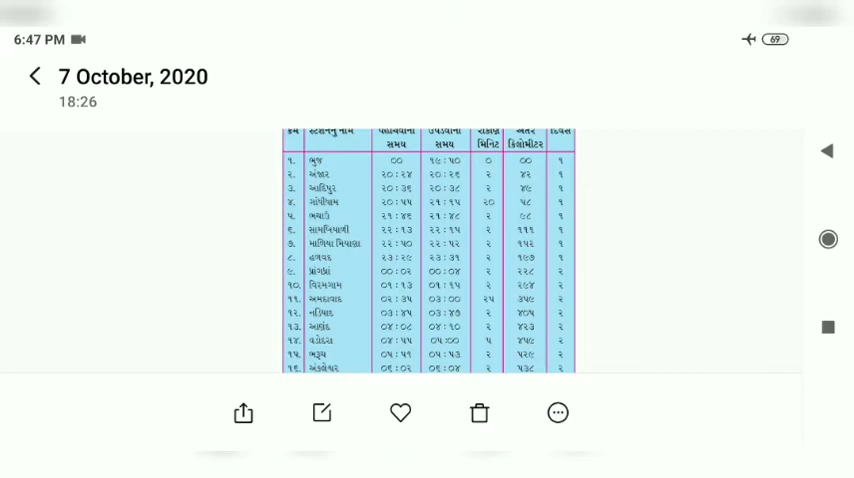 6:47 PM
69
7 October, 2020
18:26
ક્રમ સ્ટેશનનું નામ પહોંચવાનો ઉપડવાનો રોકાણ અંતર દિવસ
સમય સમય મિનિટ કિલોમીટર
૧. ભુજ ૦૦ ૧૯:૫૦ ૦ ૦૦ ૧
૨. અંજાર ૨૦:૨૪ ૨૦:૨૬ ૨ ૪૨ ૧
૩. આદિપુર ૨૦:૩૬ ૨૦:૩૮ ૨ ૪૯ ૧
૪. ગાંધીધામ ૨૦:૫૫ ૨૧:૧૫ ૨૦ ૫૮ ૧
૫. ભચાઉ ૨૧:૪૬ ૨૧:૪૮ ૨ ૯૮ ૧
૬. સામખિયાળી ૨૨:૧૩ ૨૨:૧૫ ૨ ૧૧૧ ૧
૭. માળિયા મિયાણા ૨૨:૫૦ ૨૨:૫૨ ૨ ૧૫૨ ૧
૮. હળવદ ૨૩:૨૯ ૨૩:૩૧ ૨ ૧૯૭ ૧
૯. ધ્રાંગધ્રા ૦૦:૦૨ ૦૦:૦૪ ૨ ૨૨૮ ૨
૧૦. વિરમગામ ૦૧:૧૩ ૦૧:૧૫ ૨ ૨૯૪ ૨
૧૧. અમદાવાદ ૦૨:૩૫ ૦૩:૦૦ ૨૫ ૩૫૯ ૨
૧૨. નડિયાદ ૦૩:૪૫ ૦૩:૪૭ ૨ ૪૦૫ ૨
૧૩. આણંદ ૦૪:૦૮ ૦૪:૧૦ ૨ ૪૨૩ ૨
૧૪. વડોદરા ૦૪:૫૫ ૦૫:૦૦ ૫ ૪૫૯ ૨
૧૫. ભરૂચ ૦૫:૫૧ ૦૫:૫૩ ૨ ૫૨૯ ૨
૧૬. અંકલેશ્વર ૦૬:૦૨ ૦૬:૦૪ ૨ ૫૩૮ ૨